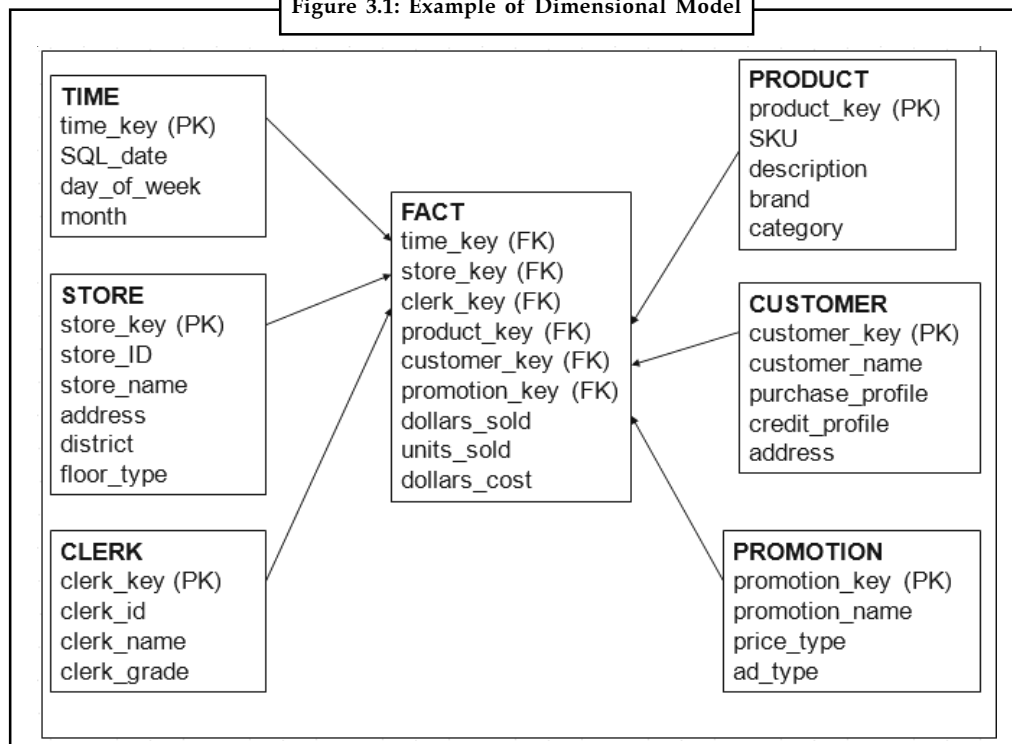 Figure 3.1: Example of Dimensional Model
TIME
time_key (PK)
SQL_date
day_of_week
month
STORE
store_key (PK)
store_ID
store_name
address
district
floor_type
CLERK
clerk_key (PK)
clerk_id
clerk_name
clerk_grade
FACT
time_key (FK)
store_key (FK)
clerk_key (FK)
product_key (FK)
customer_key (FK)
promotion_key (FK)
dollars_sold
units_sold
dollars_cost
PRODUCT
product_key (PK)
SKU
description
brand
category
CUSTOMER
customer_key (PK)
customer_name
purchase_profile
credit_profile
address
PROMOTION
promotion_key (PK)
promotion_name
price_type
ad_type